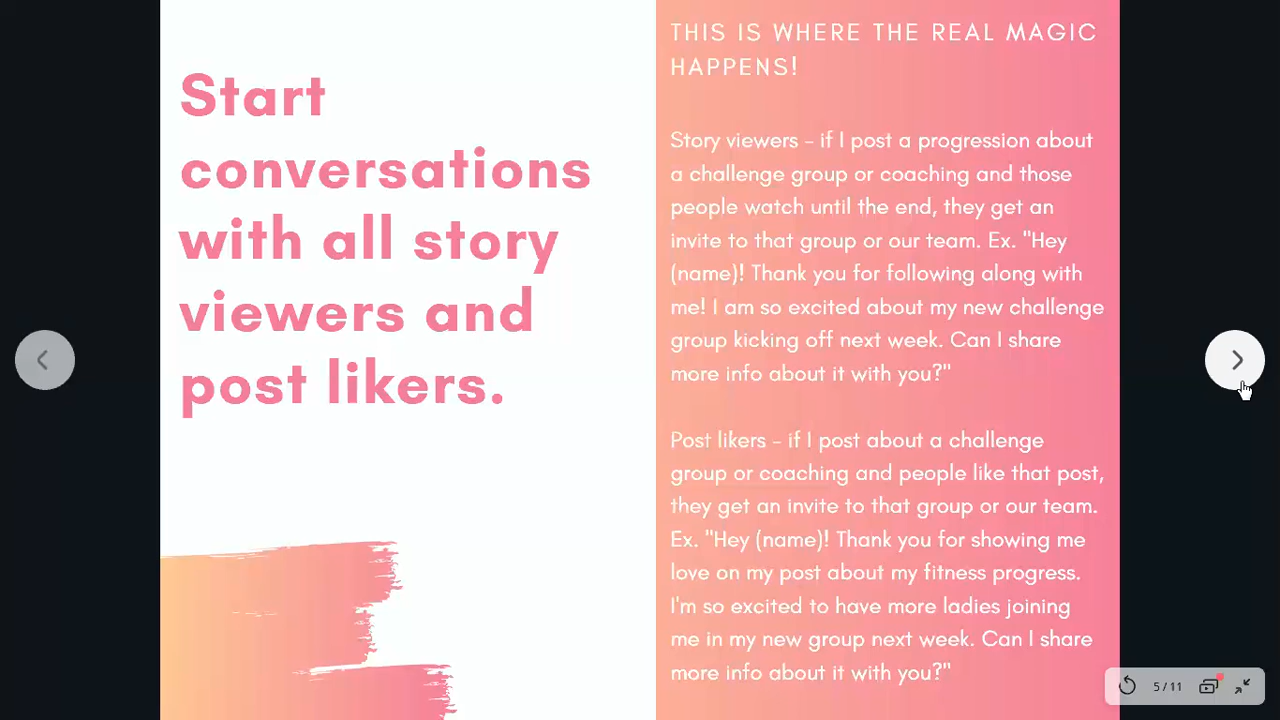 Start
conversations
with all story
viewers and
post likers.
THIS IS WHERE THE REAL MAGIC
HAPPENS!
Story viewers - if I post a progression about
a challenge group or coaching and those
people watch until the end, they get an
invite to that group or our team. Ex. "Hey
(name)! Thank you for following along with
me! I am so excited about my new challenge
group kicking off next week. Can I share
more info about it with you?"
Post likers - if I post about a challenge
group or coaching and people like that post,
they get an invite to that group or our team.
Ex. "Hey (name)! Thank you for showing me
love on my post about my fitness progress.
I'm so excited to have more ladies joining
me in my new group next week. Can I share
more info about it with you?"
5 / 11